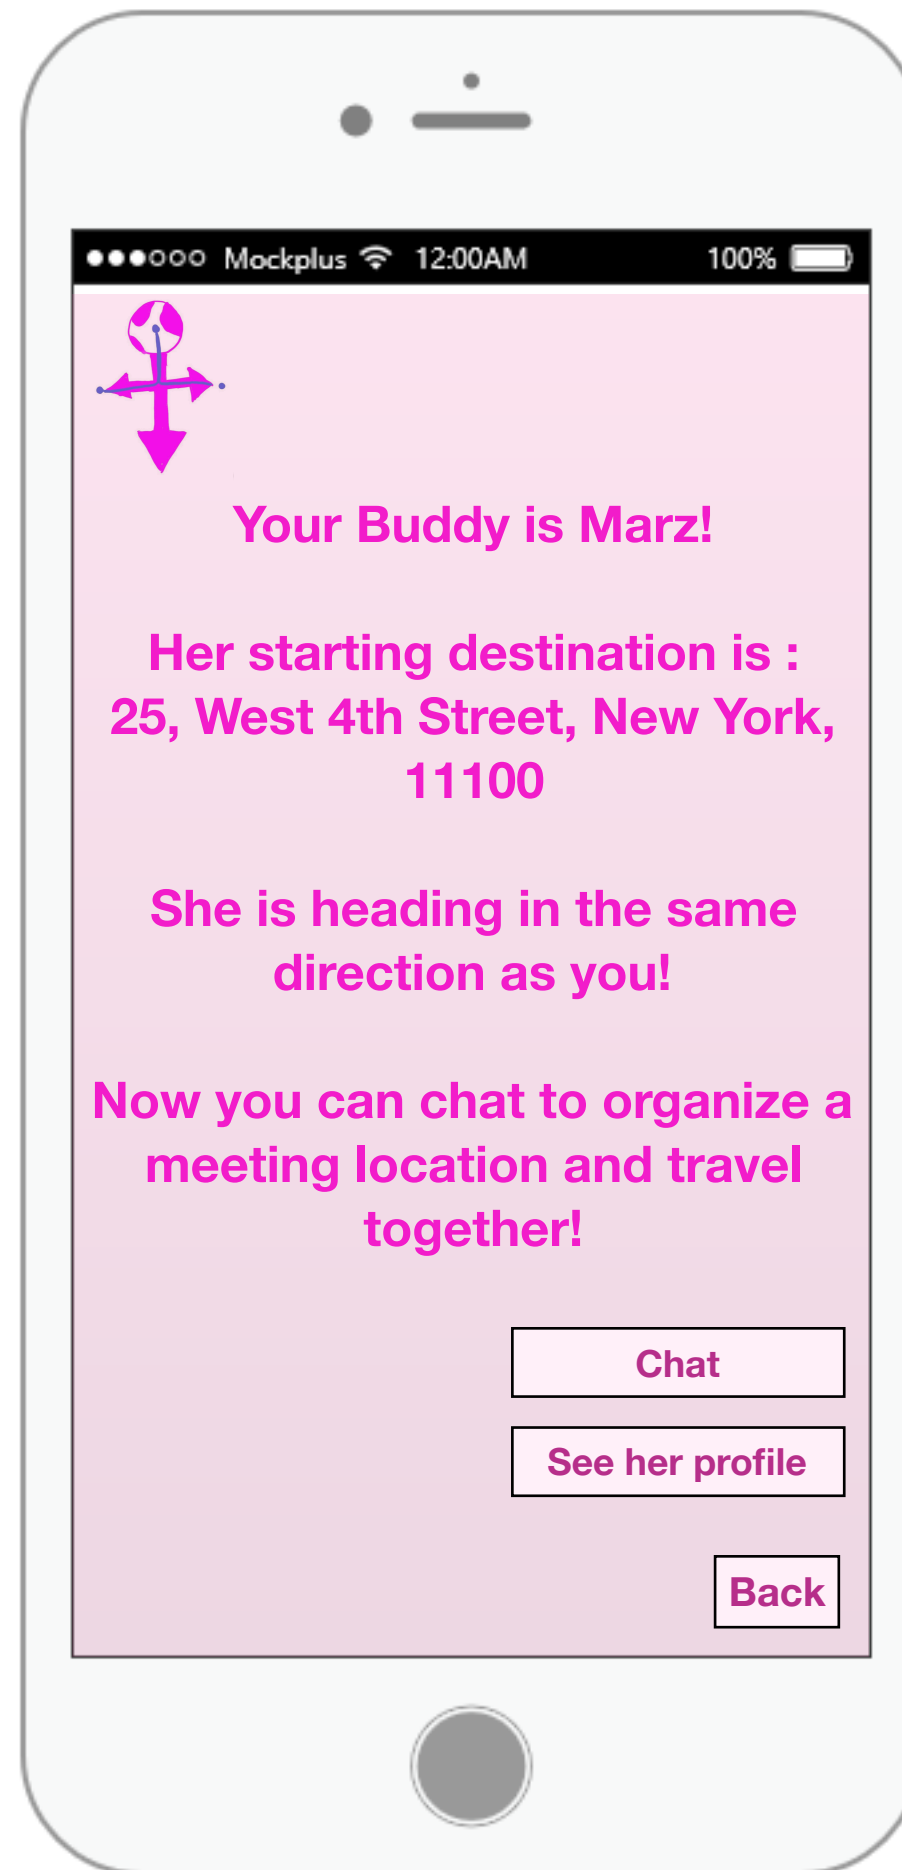 Mockplus 12:00AM 100%
Your Buddy is Marz!
Her starting destination is :
25, West 4th Street, New York,
11100
She is heading in the same
direction as you!
Now you can chat to organize a
meeting location and travel
together!
Chat
See her profile
Back